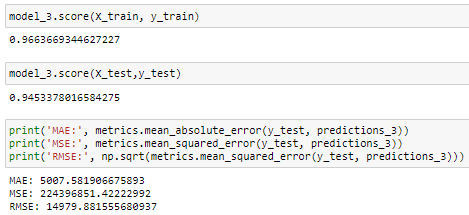 model_3.score(X_train, y_train)
0.9663669344627227
model_3.score(X_test,y_test)
0.9453378016584275
print('MAE:', metrics.mean_absolute_error(y_test, predictions_3))
print('MSE:', metrics.mean_squared_error(y_test, predictions_3))
print('RMSE:', np.sqrt(metrics.mean_squared_error(y_test, predictions_3)))
MAE: 5007.581906675893
MSE: 224396851.42222992
RMSE: 14979.881555680937